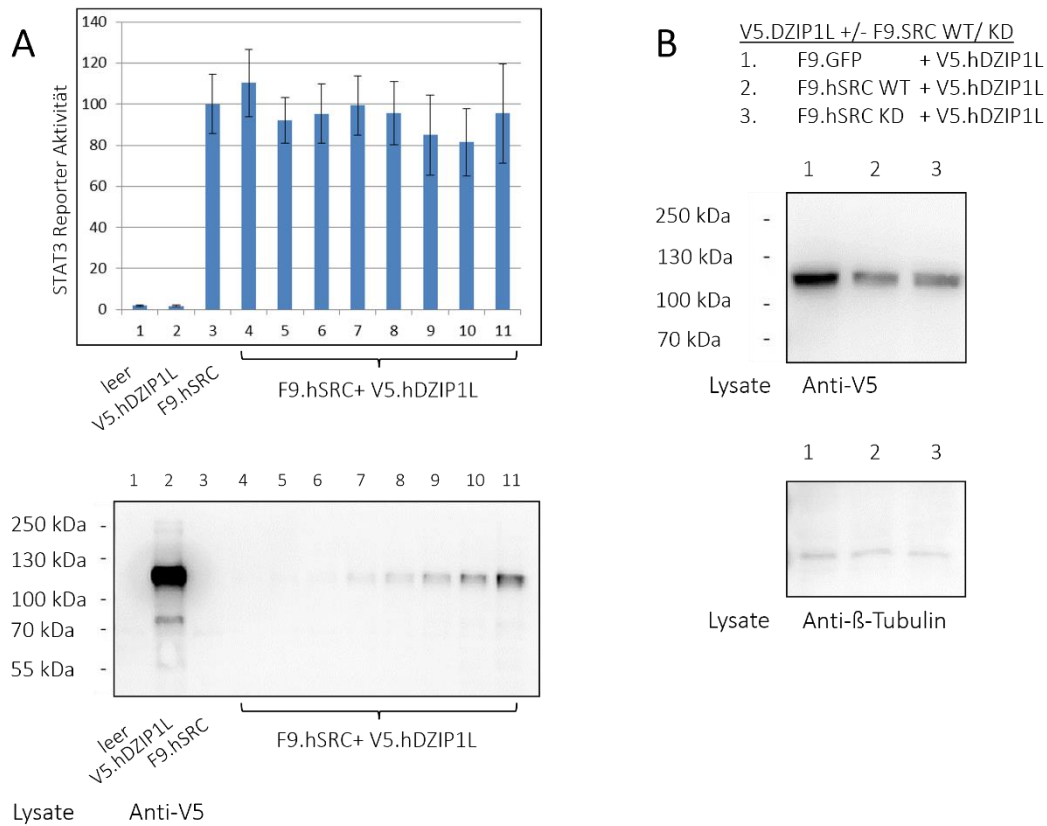 A
140
120
100
80
60
40
20
0
STAT3 Reporter Aktivität
1 2 3 4 5 6 7 8 9 10 11
leer
V5.hDZIP1L
F9.hSRC
F9.hSRC+ V5.hDZIP1L
1 2 3 4 5 6 7 8 9 10 11
250 kDa -
130 kDa -
100 kDa -
70 kDa -
55 kDa -
leer
V5.hDZIP1L
F9.hSRC
F9.hSRC+ V5.hDZIP1L
Lysate Anti-V5
B
V5.DZIP1L +/- F9.SRC WT/ KD
1. F9.GFP + V5.hDZIP1L
2. F9.hSRC WT + V5.hDZIP1L
3. F9.hSRC KD + V5.hDZIP1L
1 2 3
250 kDa -
130 kDa -
100 kDa -
70 kDa -
Lysate Anti-V5
1 2 3
Lysate Anti-ß-Tubulin